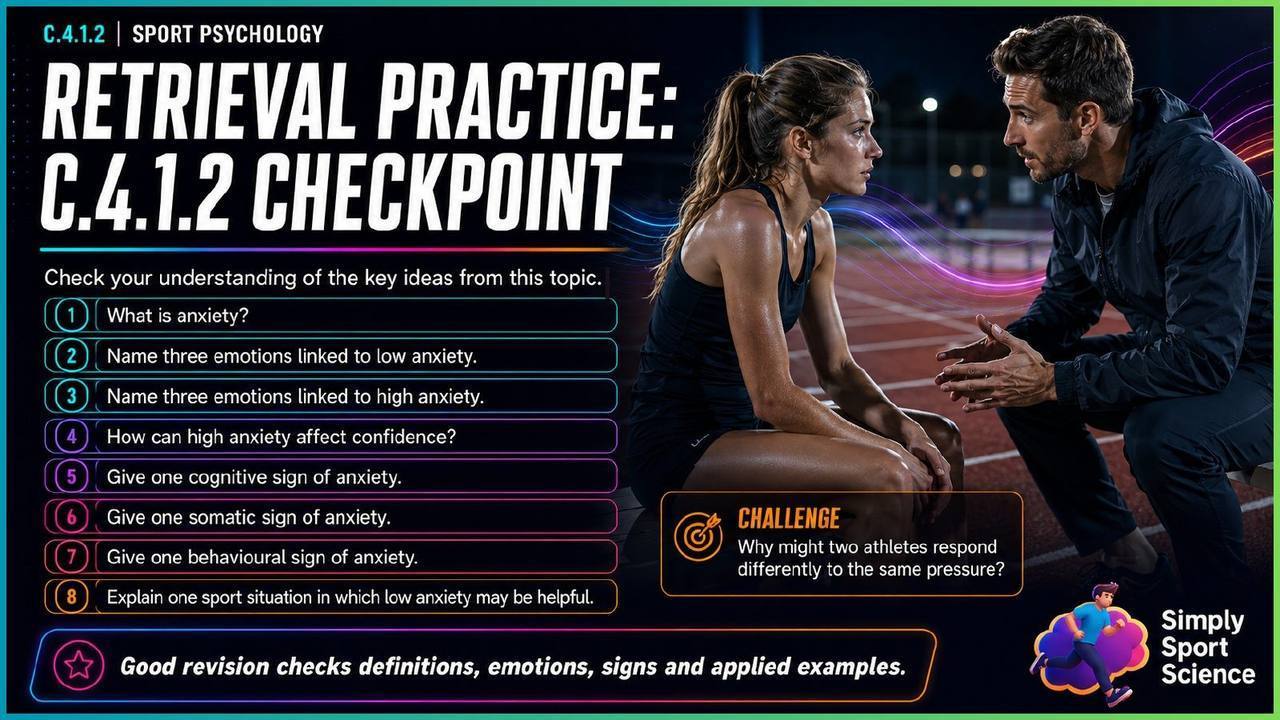 C.4.1.2 | SPORT PSYCHOLOGY
RETRIEVAL PRACTICE:
C.4.1.2 CHECKPOINT
Check your understanding of the key ideas from this topic.
1 What is anxiety?
2 Name three emotions linked to low anxiety.
3 Name three emotions linked to high anxiety.
4 How can high anxiety affect confidence?
5 Give one cognitive sign of anxiety.
6 Give one somatic sign of anxiety.
7 Give one behavioural sign of anxiety.
8 Explain one sport situation in which low anxiety may be helpful.
CHALLENGE
Why might two athletes respond
differently to the same pressure?
Good revision checks definitions, emotions, signs and applied examples.
Simply
Sport
Science